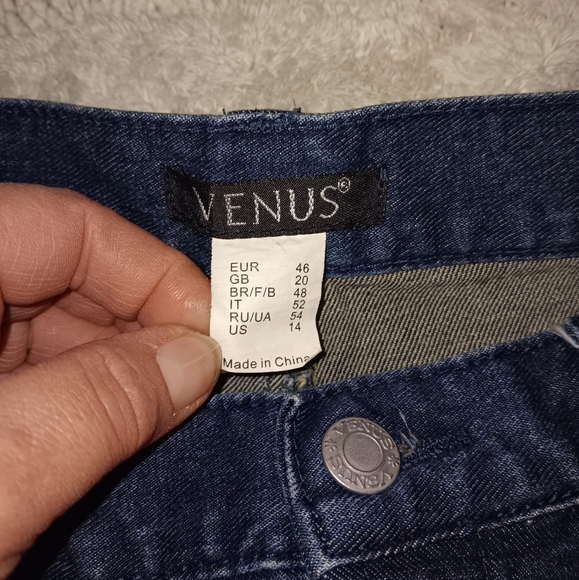 VENUS®
EUR 46
GB 20
BR/F/B 48
IT 52
RU/UA 54
US 14
Made in China
VENUS
VENUS